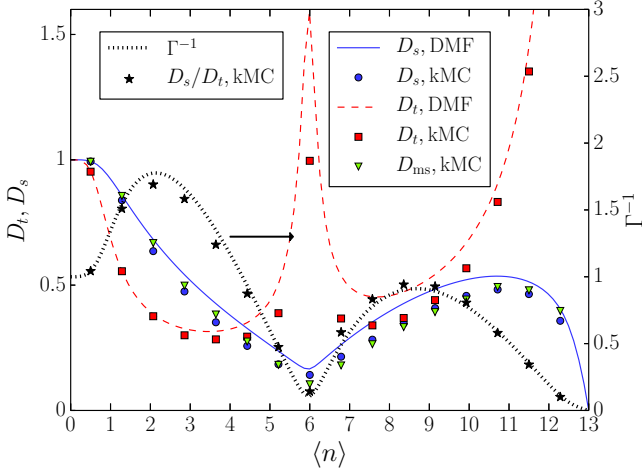 1.5
1
0.5
0
3
2.5
2
1.5
1
0.5
0
0 1 2 3 4 5 6 7 8 9 10 11 12 13
⟨n⟩
D_t, D_s
Γ⁻¹
Γ⁻¹
D_s/D_t, kMC
D_s, DMF
D_s, kMC
D_t, DMF
D_t, kMC
D_ms, kMC